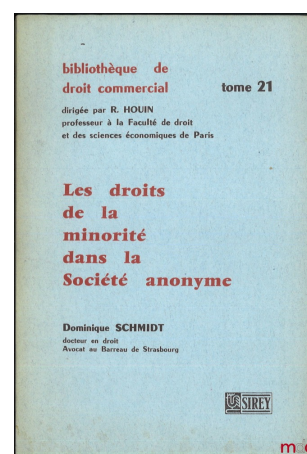 bibliothèque de
droit commercial tome 21
dirigée par R. HOUIN
professeur à la Faculté de droit
et des sciences économiques de Paris
Les droits
de la
minorité
dans la
Société anonyme
Dominique SCHMIDT
docteur en droit
Avocat au Barreau de Strasbourg
SIREY